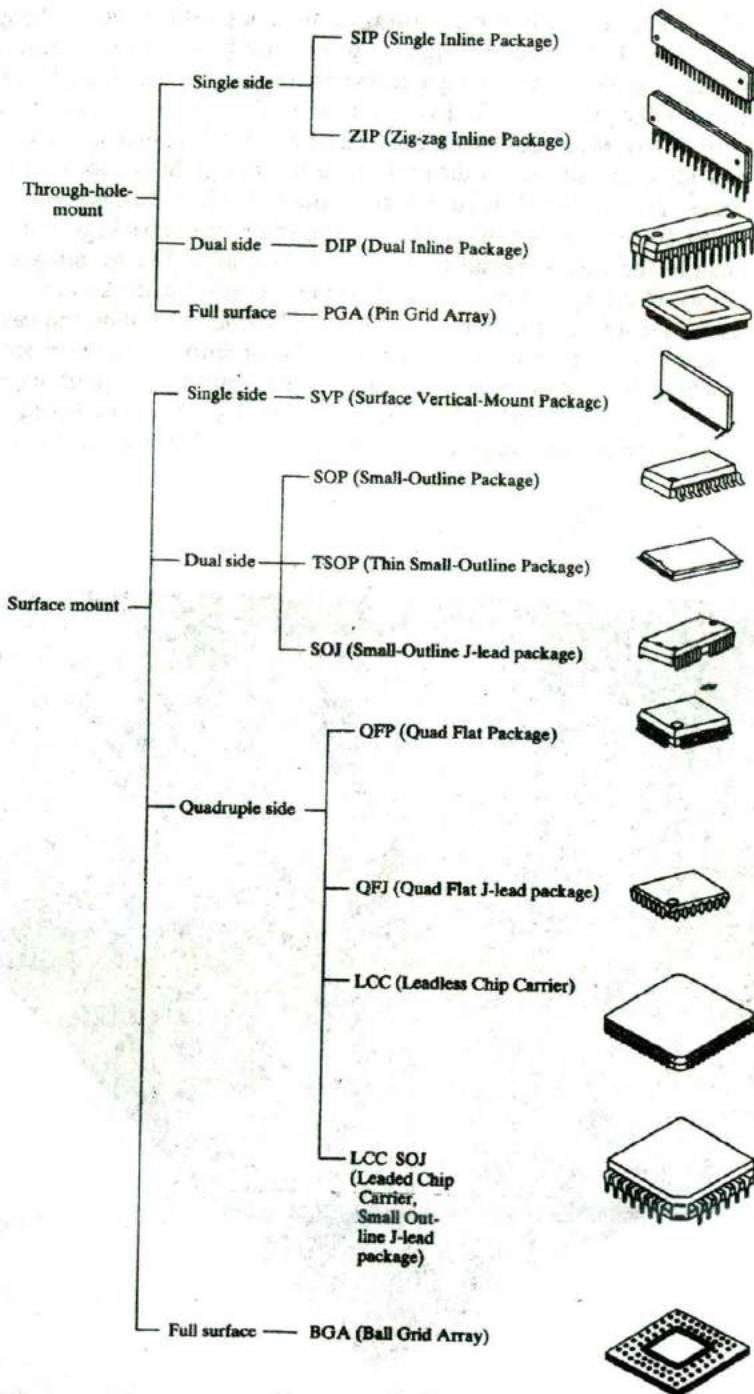 SIP (Single Inline Package)
Single side
ZIP (Zig-zag Inline Package)
Through-hole-
mount
Dual side
DIP (Dual Inline Package)
Full surface
PGA (Pin Grid Array)
Single side
SVP (Surface Vertical-Mount Package)
SOP (Small-Outline Package)
Dual side
TSOP (Thin Small-Outline Package)
Surface mount
SOJ (Small-Outline J-lead package)
QFP (Quad Flat Package)
Quadruple side
QFJ (Quad Flat J-lead package)
LCC (Leadless Chip Carrier)
LCC SOJ
(Leaded Chip
Carrier,
Small Out-
line J-lead
package)
Full surface
BGA (Ball Grid Array)